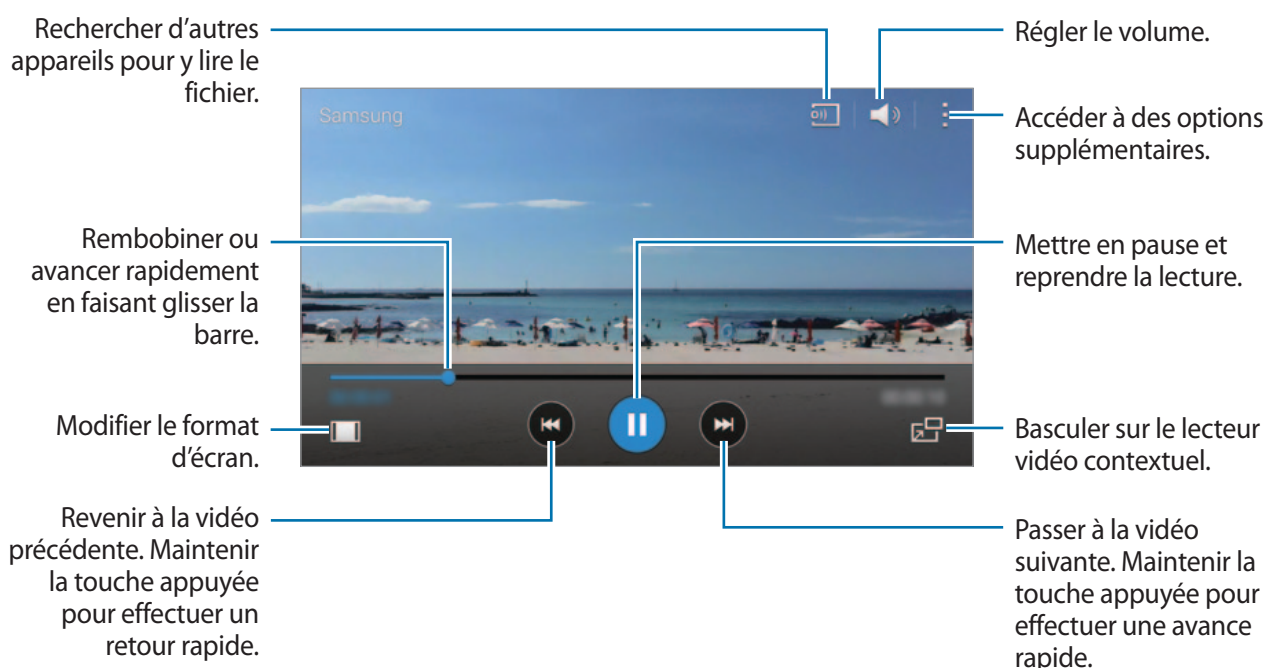 Rechercher d'autres
appareils pour y lire le
fichier.
Régler le volume.
Samsung
Accéder à des options
supplémentaires.
Rembobiner ou
avancer rapidement
en faisant glisser la
barre.
Mettre en pause et
reprendre la lecture.
Modifier le format
d'écran.
Basculer sur le lecteur
vidéo contextuel.
Revenir à la vidéo
précédente. Maintenir
la touche appuyée
pour effectuer un
retour rapide.
Passer à la vidéo
suivante. Maintenir la
touche appuyée pour
effectuer une avance
rapide.